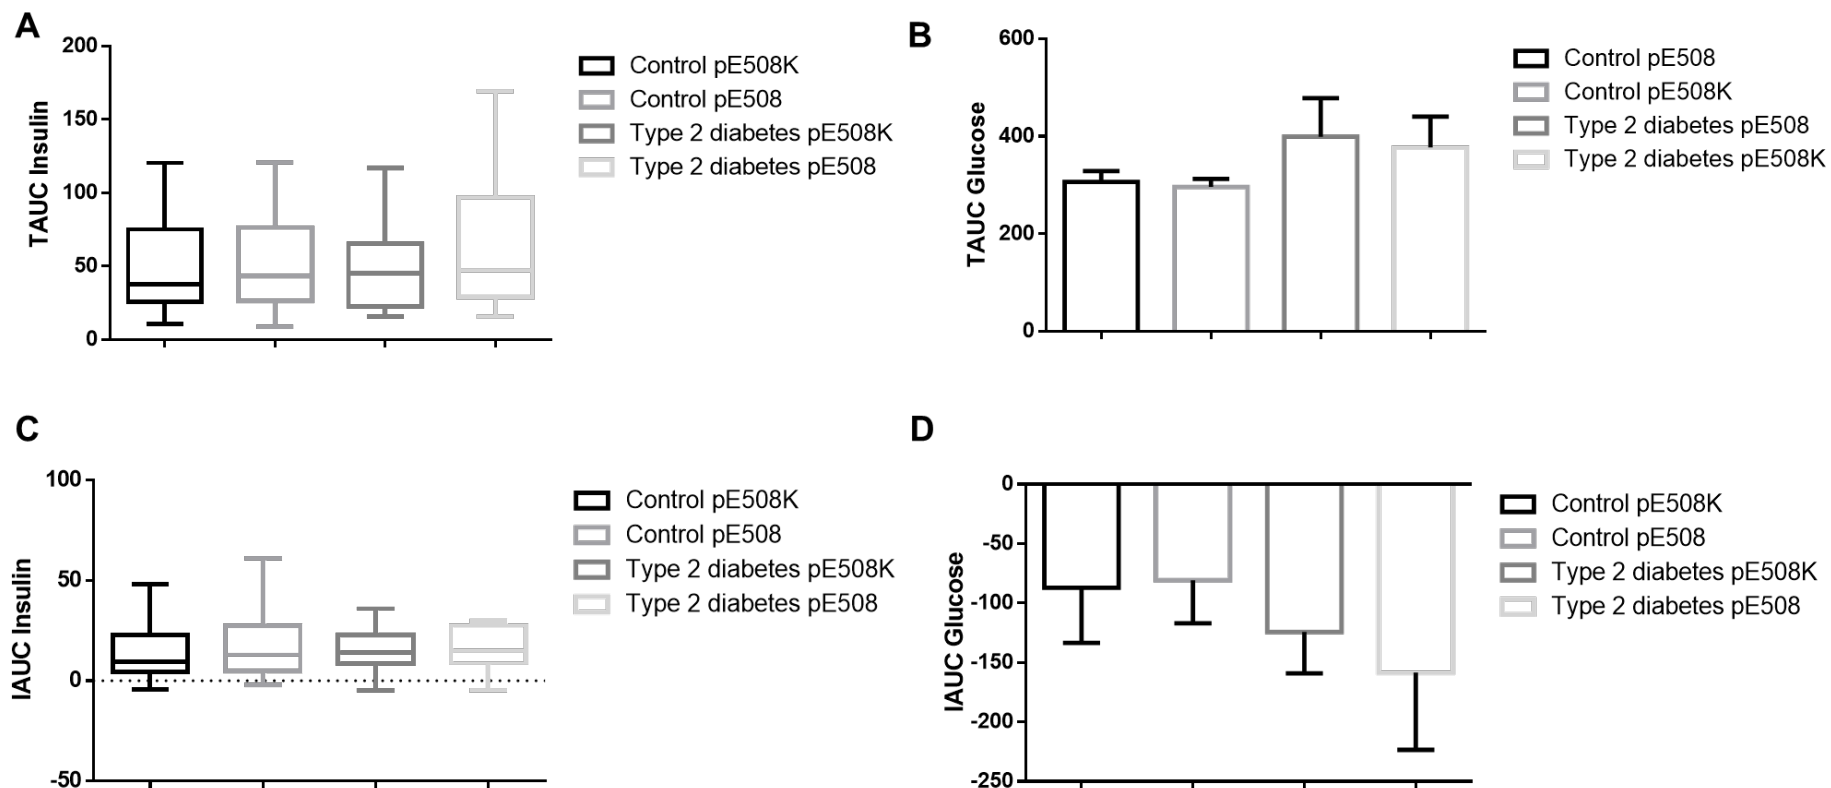 A
TAUC Insulin
200
150
100
50
0
Control pE508K
Control pE508
Type 2 diabetes pE508K
Type 2 diabetes pE508
B
TAUC Glucose
600
400
200
0
Control pE508
Control pE508K
Type 2 diabetes pE508
Type 2 diabetes pE508K
C
IAUC Insulin
100
50
0
-50
Control pE508K
Control pE508
Type 2 diabetes pE508K
Type 2 diabetes pE508
D
IAUC Glucose
0
-50
-100
-150
-200
-250
Control pE508K
Control pE508
Type 2 diabetes pE508K
Type 2 diabetes pE508